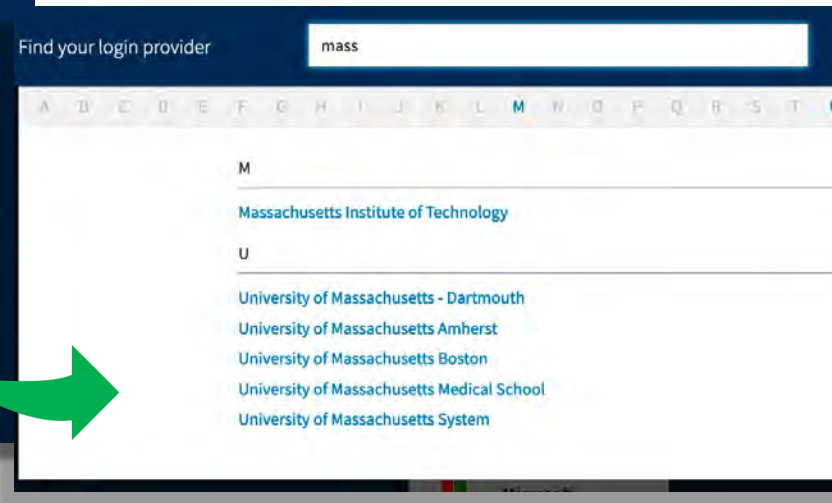 Find your login provider mass
A B C D E F G H I J K L M N O P Q R S T
M
Massachusetts Institute of Technology
U
University of Massachusetts - Dartmouth
University of Massachusetts Amherst
University of Massachusetts Boston
University of Massachusetts Medical School
University of Massachusetts System